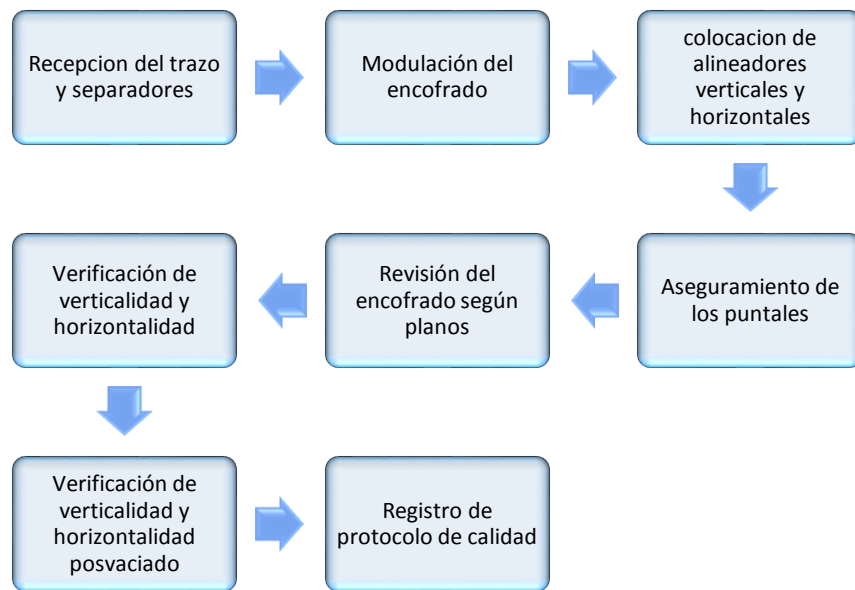 Recepcion del trazo
y separadores
Modulación del
encofrado
colocacion de
alineadores
verticales y
horizontales
Aseguramiento de
los puntales
Revisión del
encofrado según
planos
Verificación de
verticalidad y
horizontalidad
Verificación de
verticalidad y
horizontalidad
posvaciado
Registro de
protocolo de calidad